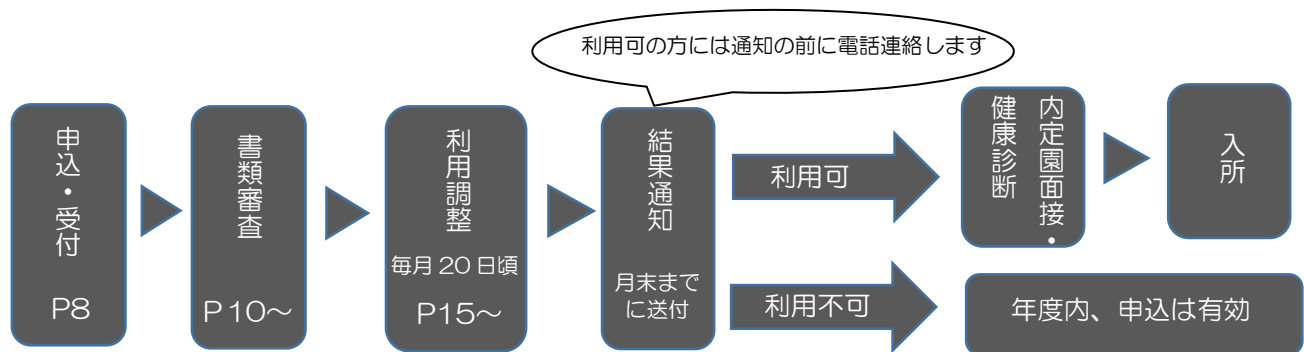 利用可の方には通知の前に電話連絡します
申込・受付
P8
書類審査
P10～
利用調整
毎月20日頃
P15～
結果通知
月末まで
に送付
利用可
内定園面接・
健康診断
入所
利用不可
年度内、申込は有効